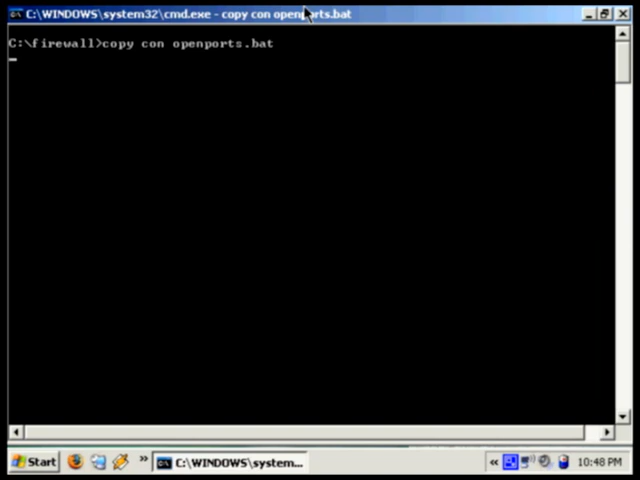 C:\WINDOWS\system32\cmd.exe - copy con openports.bat
C:\firewall>copy con openports.bat
Start
»
C:\WINDOWS\system...
«
10:48 PM